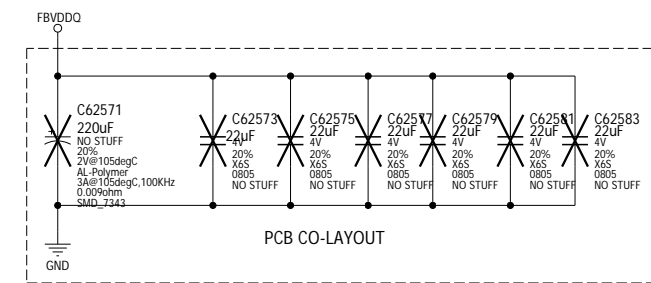 FBVDDQ
C62571
220uF
NO STUFF
20%
2V@105degC
AL-Polymer
3A@105degC,100KHz
0.009ohm
SMD_7343
C62573
22uF
4V
20%
X6S
0805
NO STUFF
C62575
22uF
4V
20%
X6S
0805
NO STUFF
C62577
22uF
4V
20%
X6S
0805
NO STUFF
C62579
22uF
4V
20%
X6S
0805
NO STUFF
C62581
22uF
4V
20%
X6S
0805
NO STUFF
C62583
22uF
4V
20%
X6S
0805
NO STUFF
PCB CO-LAYOUT
GND